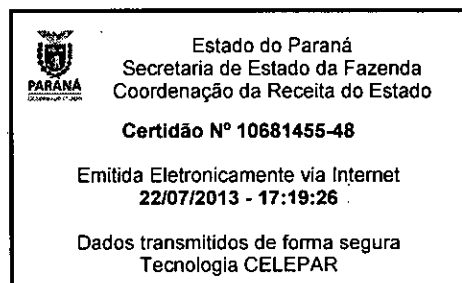 Estado do Paraná
Secretaria de Estado da Fazenda
PARANÁ
Coordenação da Receita do Estado
Certidão Nº 10681455-48
Emitida Eletronicamente via Internet
22/07/2013 - 17:19:26
Dados transmitidos de forma segura
Tecnologia CELEPAR